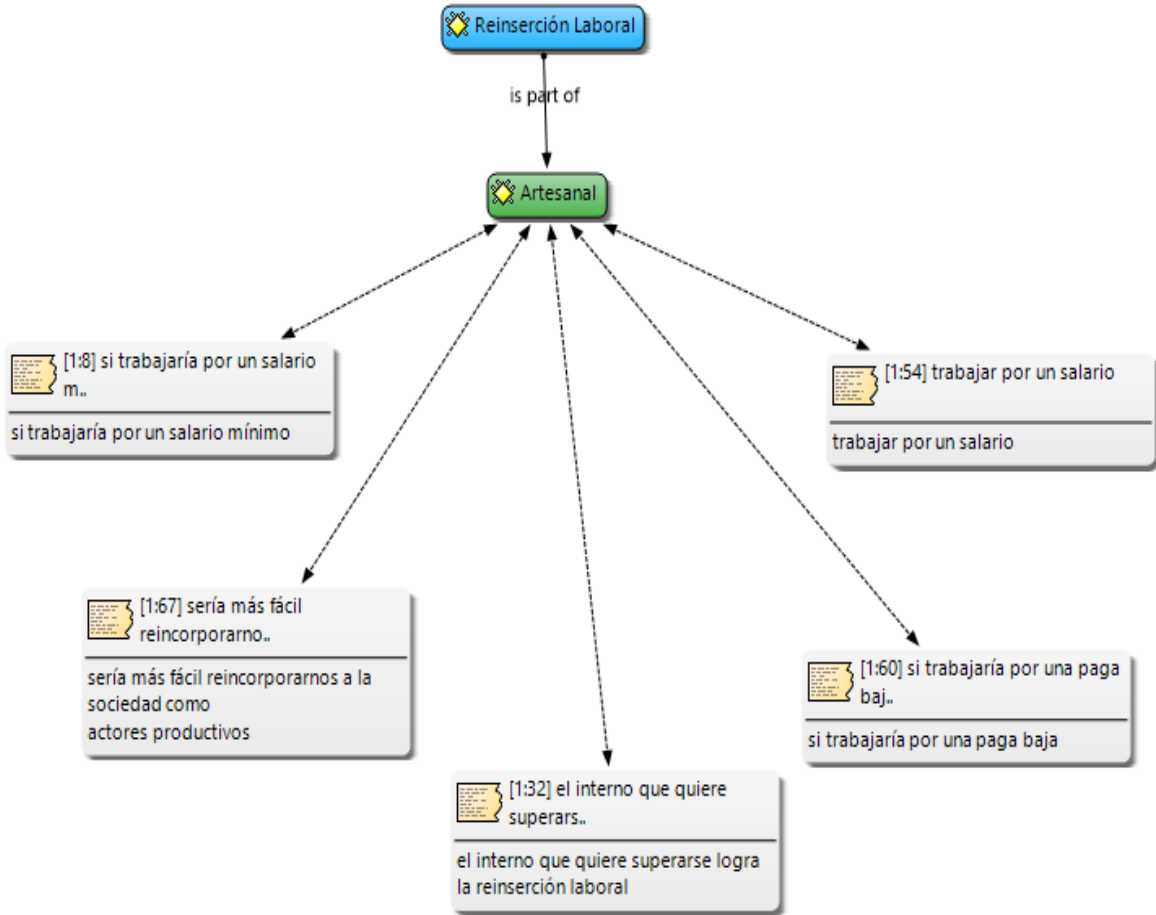 Reinserción Laboral
is part of
Artesanal
[1:8] si trabajaría por un salario
m..
si trabajaría por un salario mínimo
[1:54] trabajar por un salario
trabajar por un salario
[1:67] sería más fácil
reincorporarno..
sería más fácil reincorporarnos a la
sociedad como
actores productivos
[1:60] si trabajaría por una paga
baj..
si trabajaría por una paga baja
[1:32] el interno que quiere
superars..
el interno que quiere superarse logra
la reinserción laboral